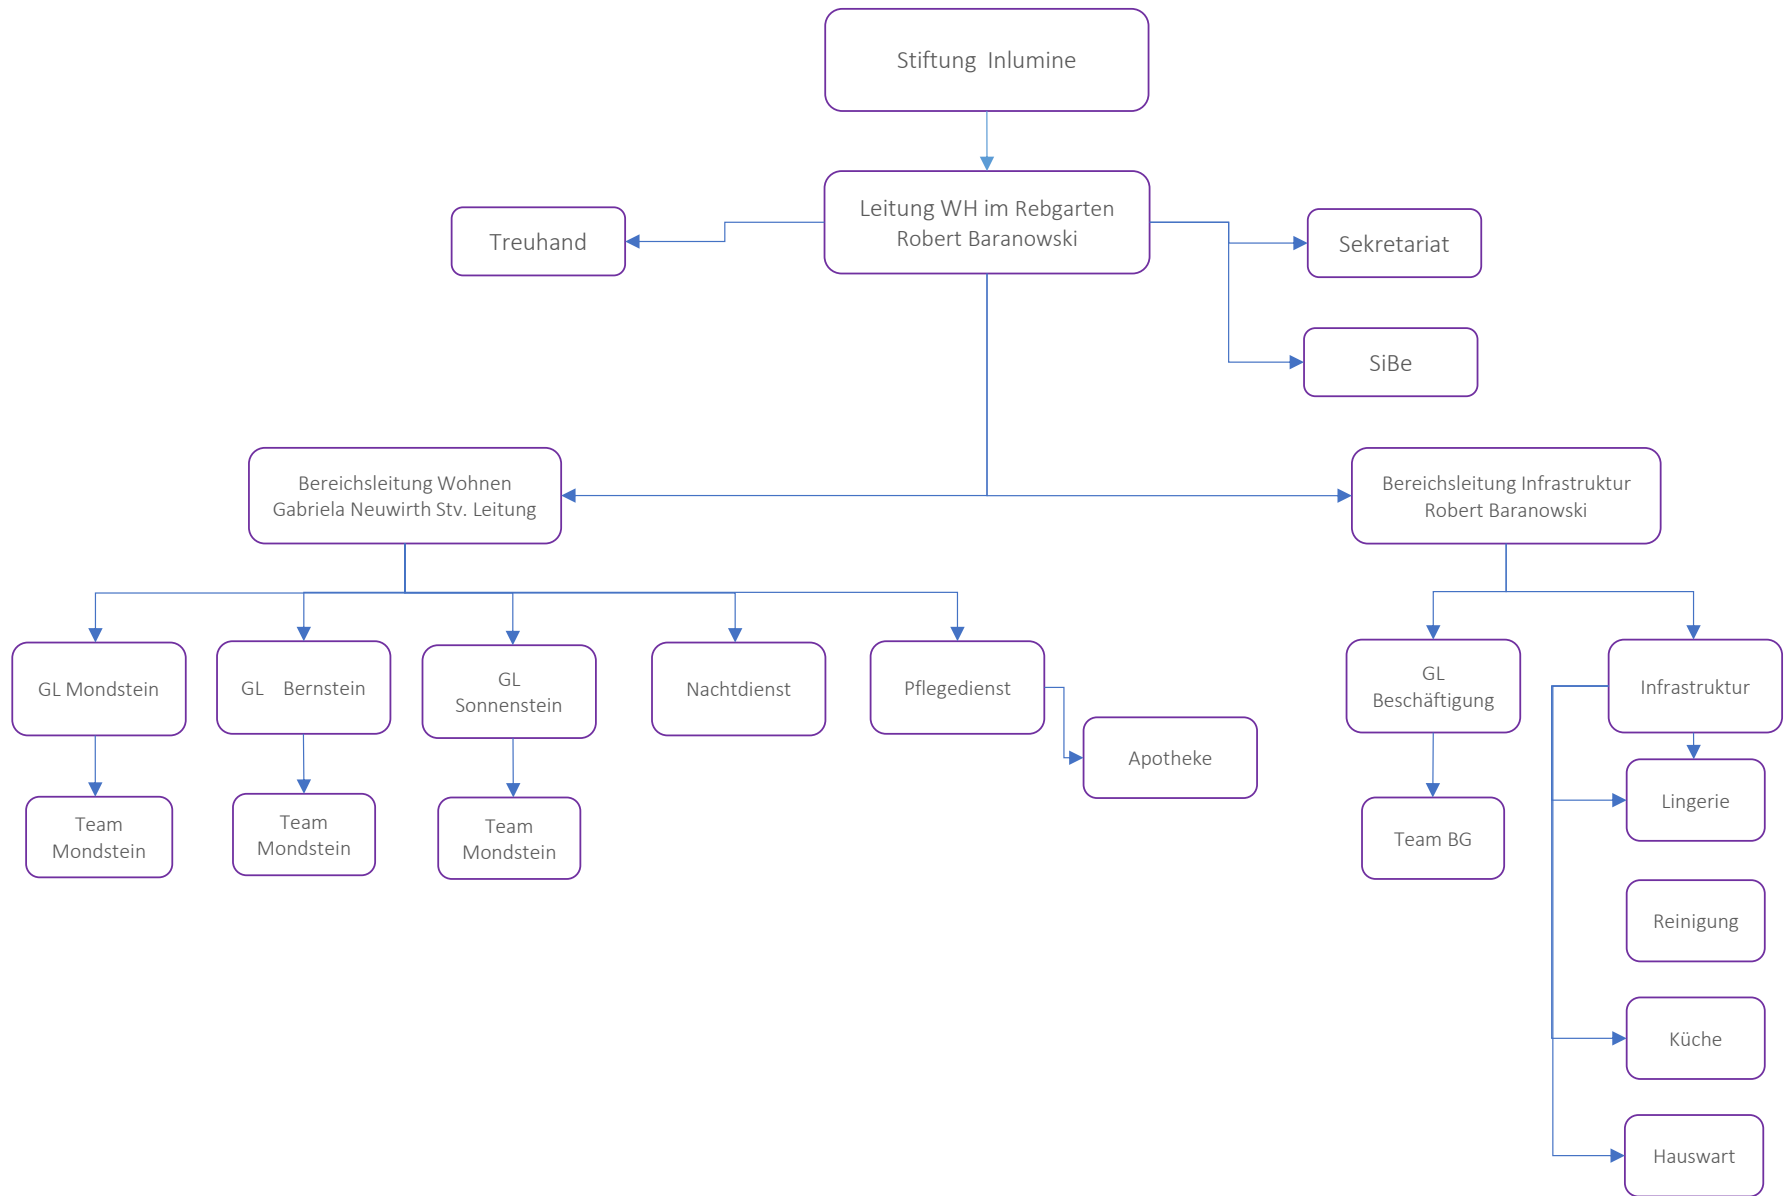 Stiftung Inlumine
Leitung WH im Rebgarten
Robert Baranowski
Treuhand
Sekretariat
SiBe
Bereichsleitung Wohnen
Gabriela Neuwirth Stv. Leitung
Bereichsleitung Infrastruktur
Robert Baranowski
GL Mondstein
GL Bernstein
GL
Sonnenstein
Nachtdienst
Pflegedienst
Apotheke
GL
Beschäftigung
Infrastruktur
Team
Mondstein
Team
Mondstein
Team
Mondstein
Team BG
Lingerie
Reinigung
Küche
Hauswart